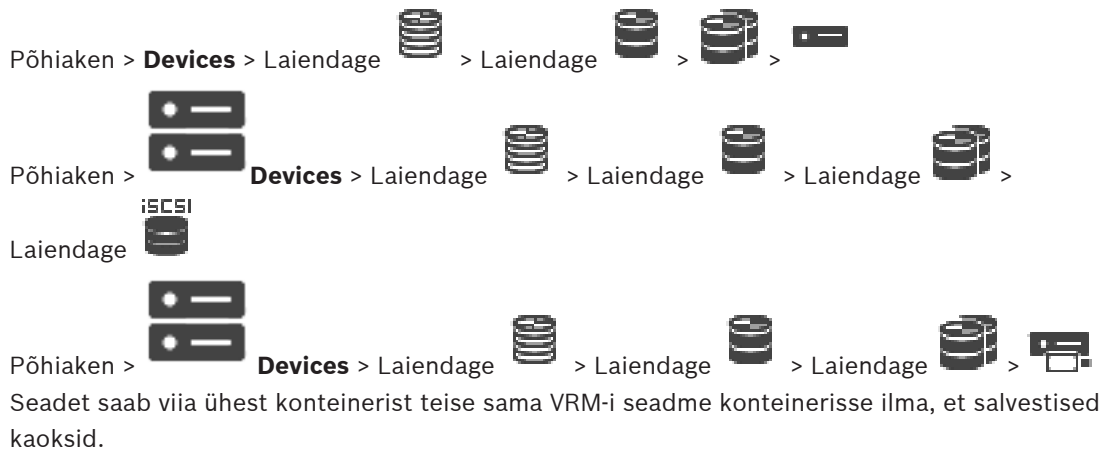 Põhiaken > Devices > Laiendage > Laiendage > >
Põhiaken > Devices > Laiendage > Laiendage > Laiendage >
iSCSI
Laiendage
Põhiaken > Devices > Laiendage > Laiendage > Laiendage >
Seadet saab viia ühest konteinerist teise sama VRM-i seadme konteinerisse ilma, et salvestised
kaoksid.